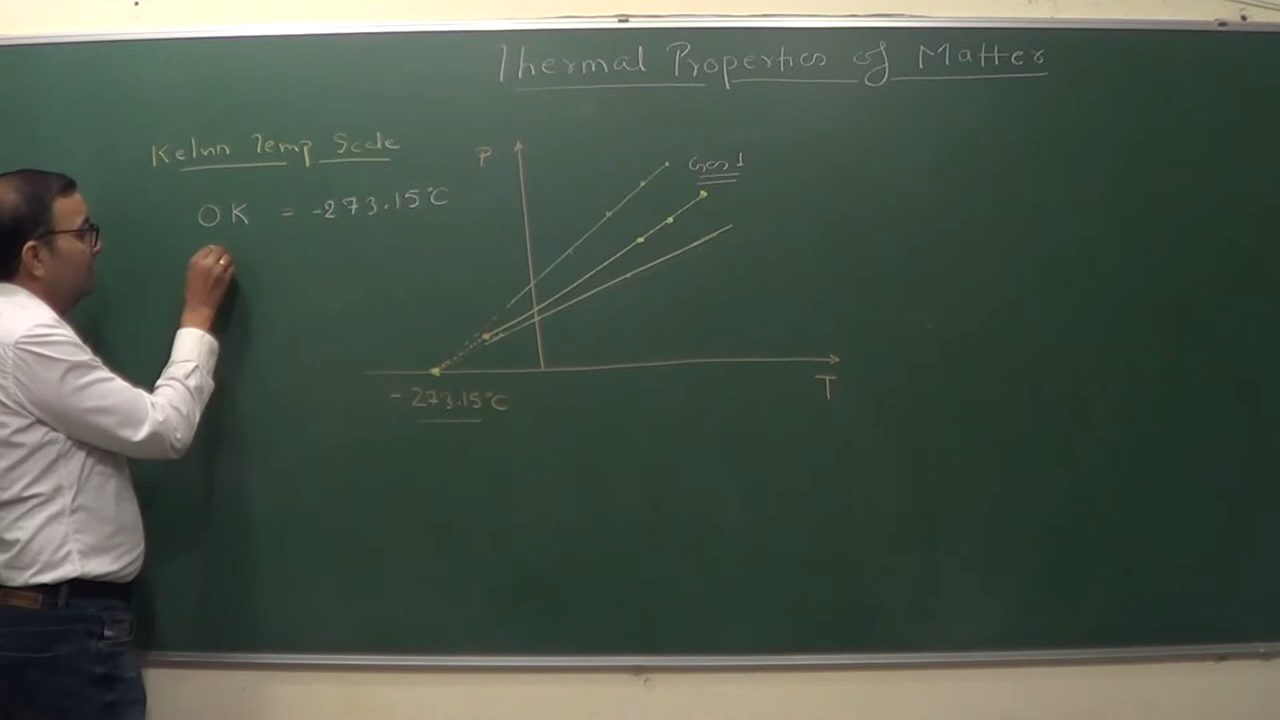 Thermal Properties of Matter
Kelvin Temp Scale
0 K = -273.15°C
P
Gas 1
T
- 273.15°C